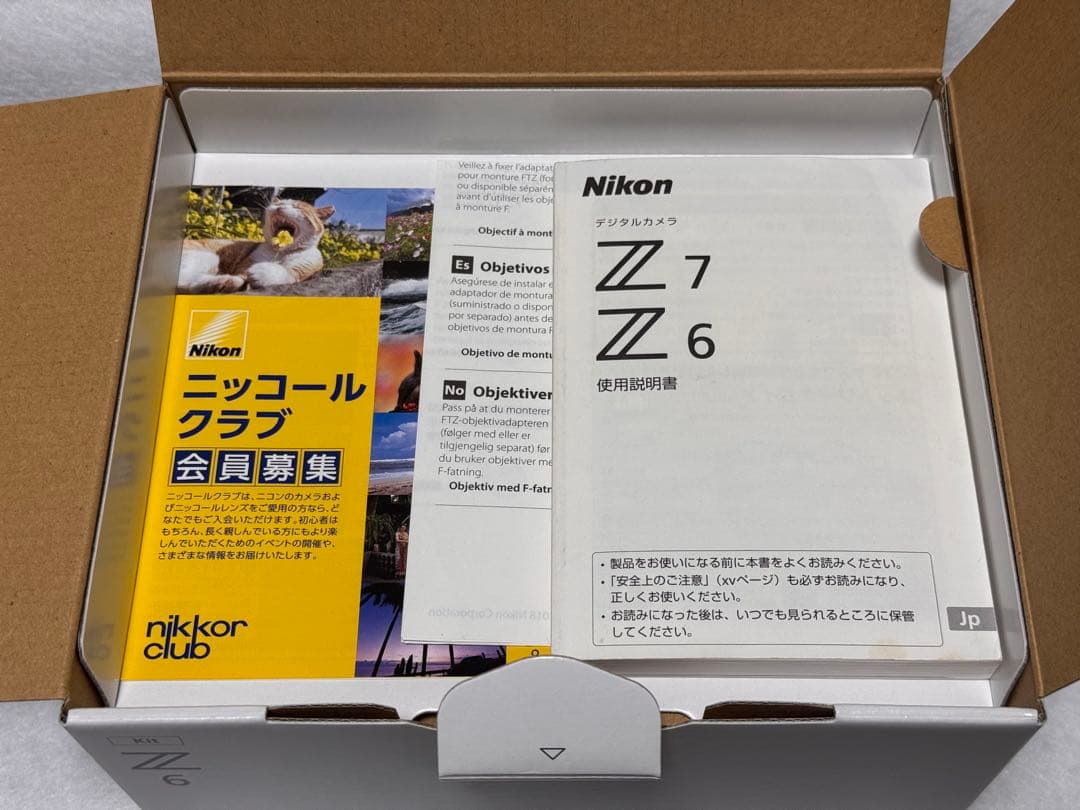 Nikon
ニッコール
クラブ
会員募集
ニッコールクラブは、ニコンのカメラおよ
びニッコールレンズをご愛用の方なら、ど
なたでもご入会いただけます。初心者は
もちろん、長く親しんでいる方にもより楽
しんでいただくためのイベントの開催や、
さまざまな情報をお届けいたします。
nikkor
club
Veillez à fixer l'adaptat
pour monture FTZ (fou
ou disponible séparém
avant d'utiliser les obje
à monture F.
Objectif à mont
Es Objetivos
Asegúrese de instalar e
adaptador de montura
(suministrado o dispon
por separado) antes de
objetivos de montura F
Objetivo de montu
No Objektiver
Pass på at du monterer
FTZ-objektivadapteren
(følger med eller er
tilgjengelig separat) før
du bruker objektiver me
F-fatning.
Objektiv med F-fatn
Nikon
デジタルカメラ
Z 7
Z 6
使用説明書
・製品をお使いになる前に本書をよくお読みください。
・「安全上のご注意」(xvページ)も必ずお読みになり、
正しくお使いください。
・お読みになった後は、いつでも見られるところに保管
してください。
Jp
Kit
Z 6